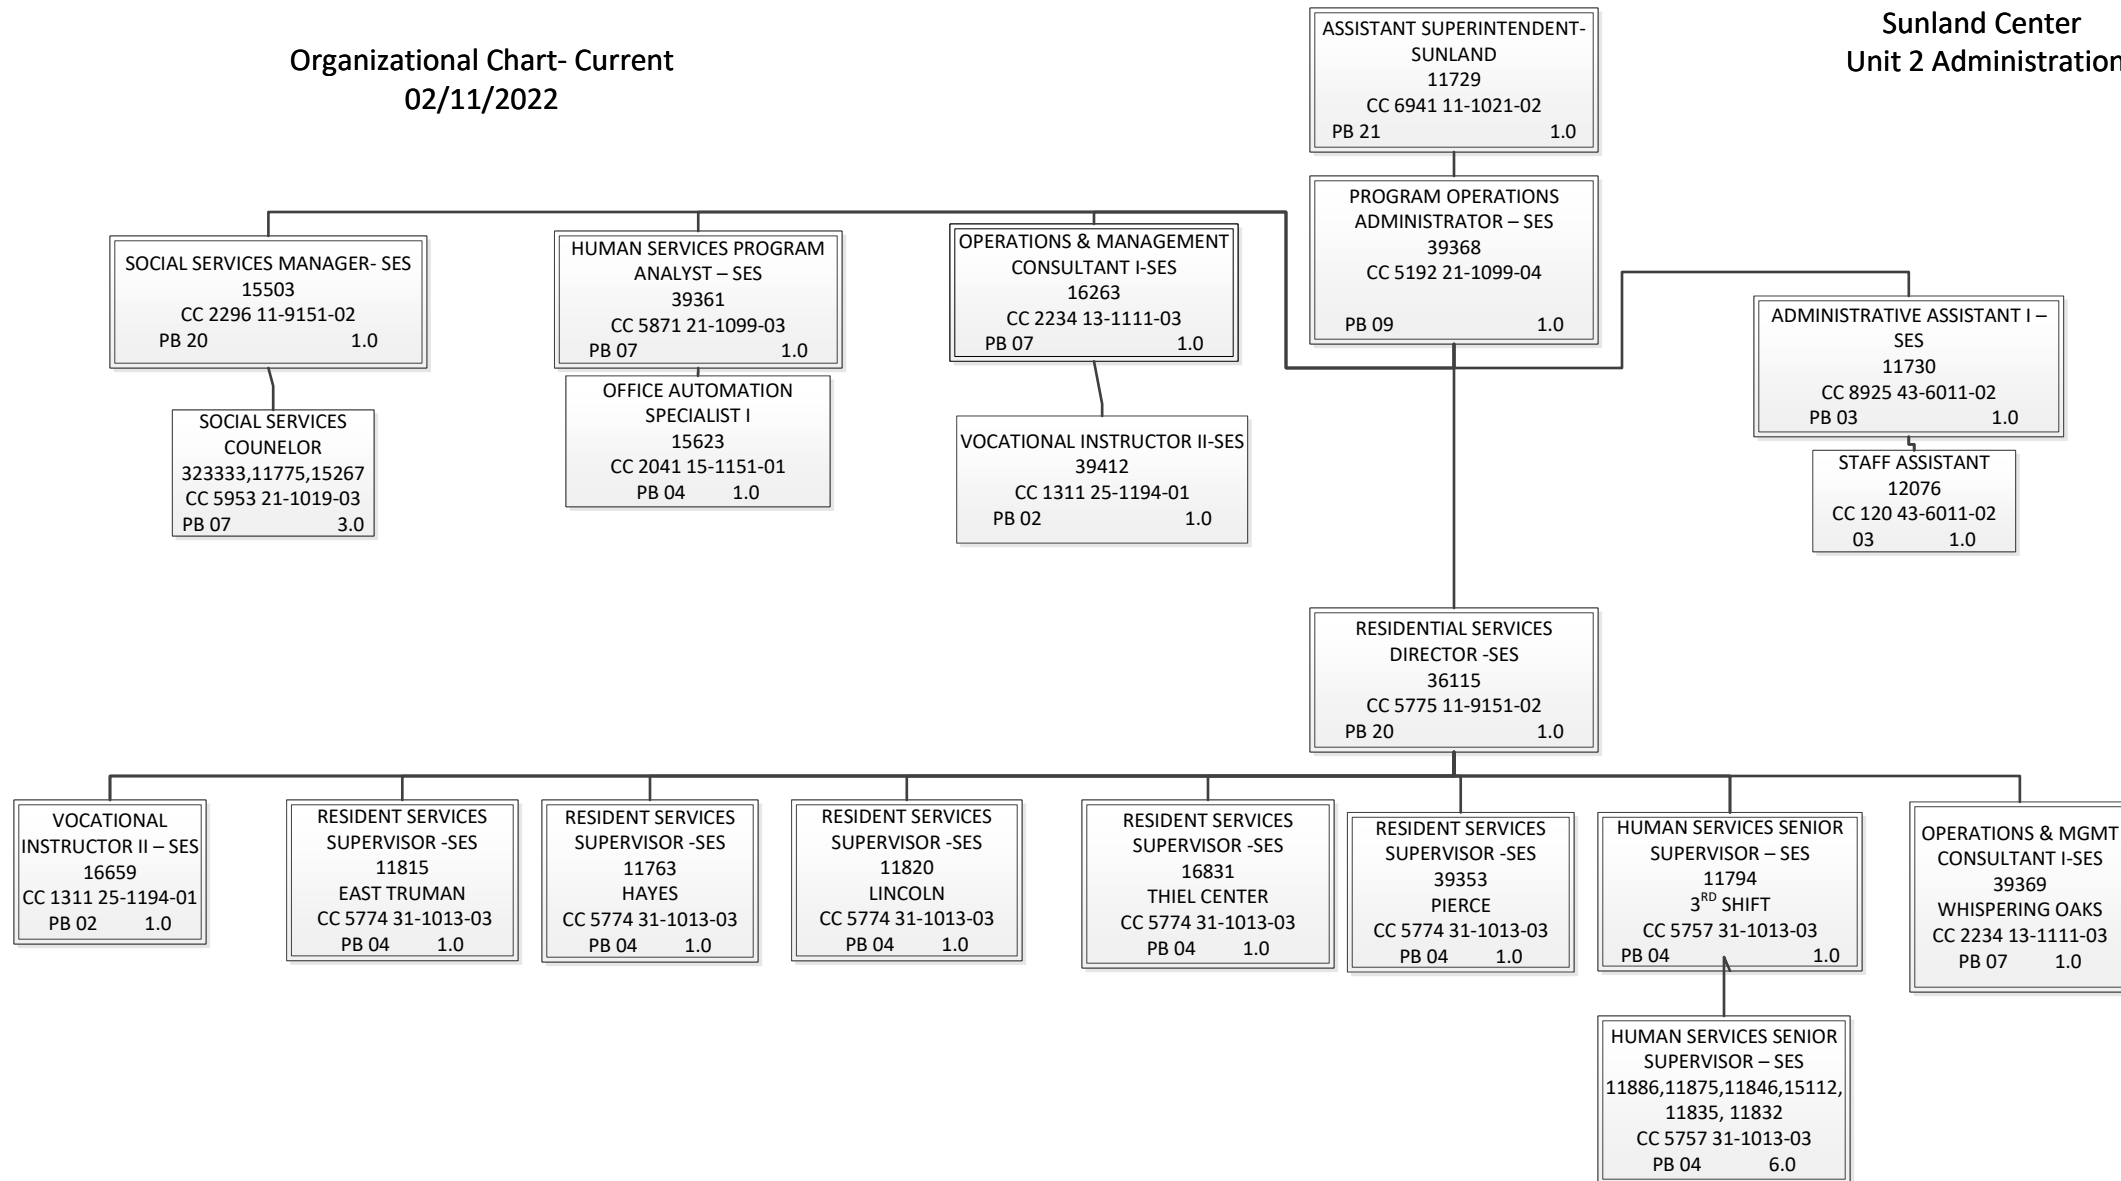 Organizational Chart- Current
02/11/2022
Sunland Center
Unit 2 Administration
ASSISTANT SUPERINTENDENT-
SUNLAND
11729
CC 6941 11-1021-02
PB 21 1.0
PROGRAM OPERATIONS
ADMINISTRATOR – SES
39368
CC 5192 21-1099-04
PB 09 1.0
SOCIAL SERVICES MANAGER- SES
15503
CC 2296 11-9151-02
PB 20 1.0
HUMAN SERVICES PROGRAM
ANALYST – SES
39361
CC 5871 21-1099-03
PB 07 1.0
OPERATIONS & MANAGEMENT
CONSULTANT I-SES
16263
CC 2234 13-1111-03
PB 07 1.0
ADMINISTRATIVE ASSISTANT I –
SES
11730
CC 8925 43-6011-02
PB 03 1.0
SOCIAL SERVICES
COUNELOR
323333,11775,15267
CC 5953 21-1019-03
PB 07 3.0
OFFICE AUTOMATION
SPECIALIST I
15623
CC 2041 15-1151-01
PB 04 1.0
VOCATIONAL INSTRUCTOR II-SES
39412
CC 1311 25-1194-01
PB 02 1.0
STAFF ASSISTANT
12076
CC 120 43-6011-02
03 1.0
RESIDENTIAL SERVICES
DIRECTOR -SES
36115
CC 5775 11-9151-02
PB 20 1.0
VOCATIONAL
INSTRUCTOR II – SES
16659
CC 1311 25-1194-01
PB 02 1.0
RESIDENT SERVICES
SUPERVISOR -SES
11815
EAST TRUMAN
CC 5774 31-1013-03
PB 04 1.0
RESIDENT SERVICES
SUPERVISOR -SES
11763
HAYES
CC 5774 31-1013-03
PB 04 1.0
RESIDENT SERVICES
SUPERVISOR -SES
11820
LINCOLN
CC 5774 31-1013-03
PB 04 1.0
RESIDENT SERVICES
SUPERVISOR -SES
16831
THIEL CENTER
CC 5774 31-1013-03
PB 04 1.0
RESIDENT SERVICES
SUPERVISOR -SES
39353
PIERCE
CC 5774 31-1013-03
PB 04 1.0
HUMAN SERVICES SENIOR
SUPERVISOR – SES
11794
3RD SHIFT
CC 5757 31-1013-03
PB 04 1.0
OPERATIONS & MGMT
CONSULTANT I-SES
39369
WHISPERING OAKS
CC 2234 13-1111-03
PB 07 1.0
HUMAN SERVICES SENIOR
SUPERVISOR – SES
11886,11875,11846,15112,
11835, 11832
CC 5757 31-1013-03
PB 04 6.0